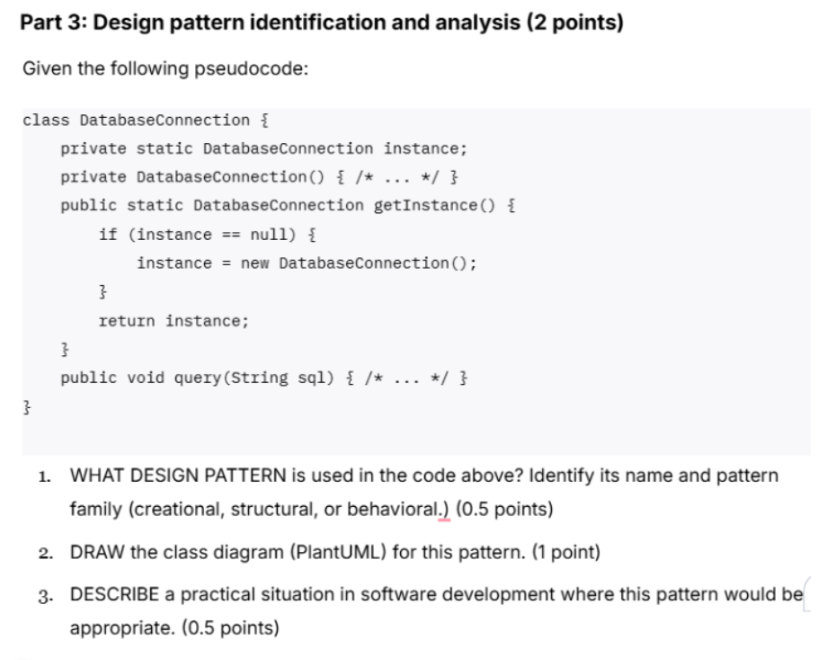 Part 3: Design pattern identification and analysis (2 points)
Given the following pseudocode:
class DatabaseConnection {
    private static DatabaseConnection instance;
    private DatabaseConnection() { /* ... */ }
    public static DatabaseConnection getInstance() {
        if (instance == null) {
            instance = new DatabaseConnection();
        }
        return instance;
    }
    public void query(String sql) { /* ... */ }
}
1. WHAT DESIGN PATTERN is used in the code above? Identify its name and pattern
family (creational, structural, or behavioral.) (0.5 points)
2. DRAW the class diagram (PlantUML) for this pattern. (1 point)
3. DESCRIBE a practical situation in software development where this pattern would be
appropriate. (0.5 points)